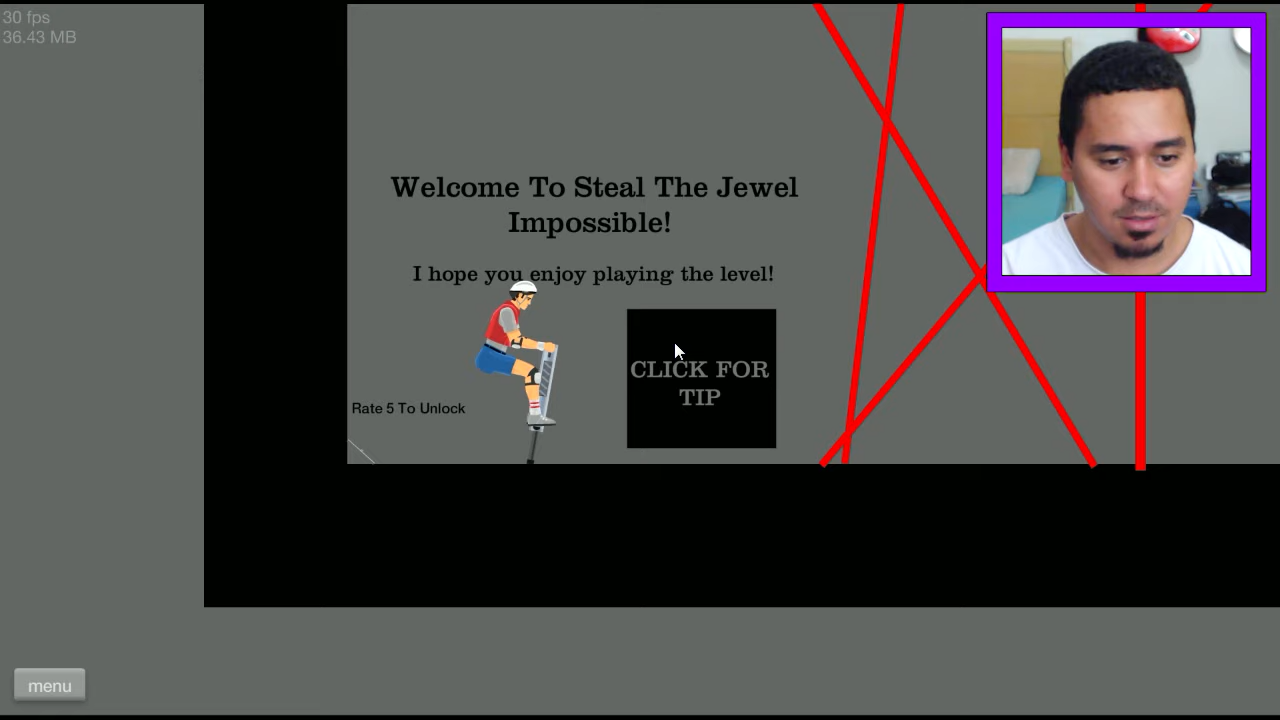 30 fps
36.43 MB
Welcome To Steal The Jewel
Impossible!
I hope you enjoy playing the level!
CLICK FOR
TIP
Rate 5 To Unlock
menu